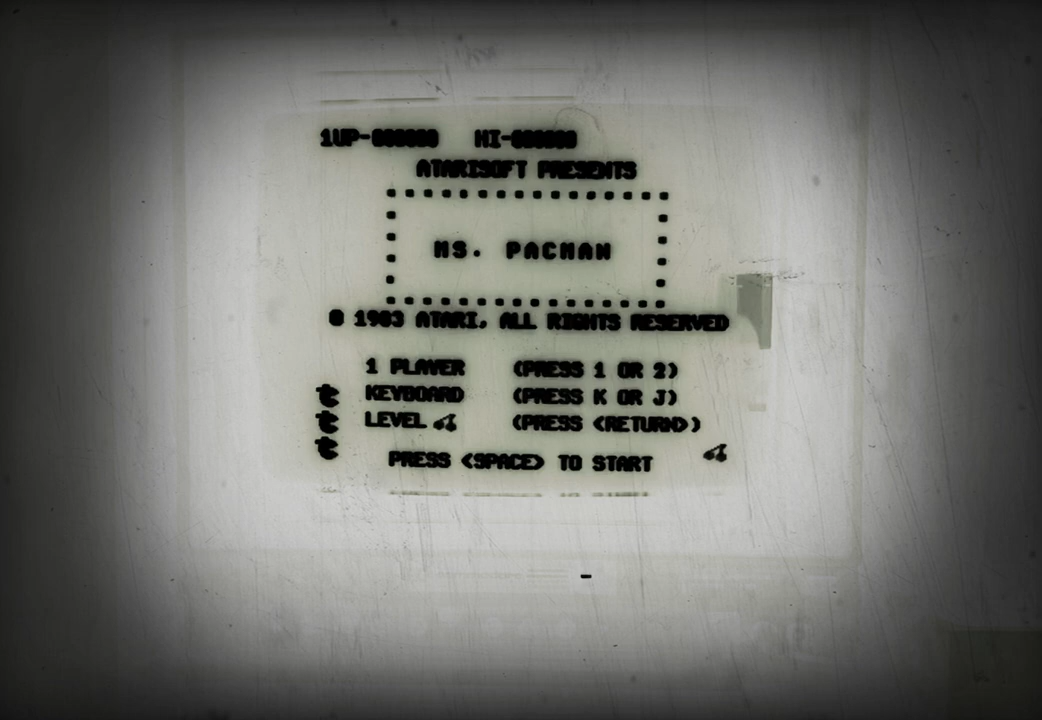 1UP-000000 HI-000000
ATARISOFT PRESENTS
MS. PACMAN
© 1983 ATARI, ALL RIGHTS RESERVED
1 PLAYER (PRESS 1 OR 2)
KEYBOARD (PRESS K OR J)
LEVEL (PRESS <RETURN>)
PRESS <SPACE> TO START